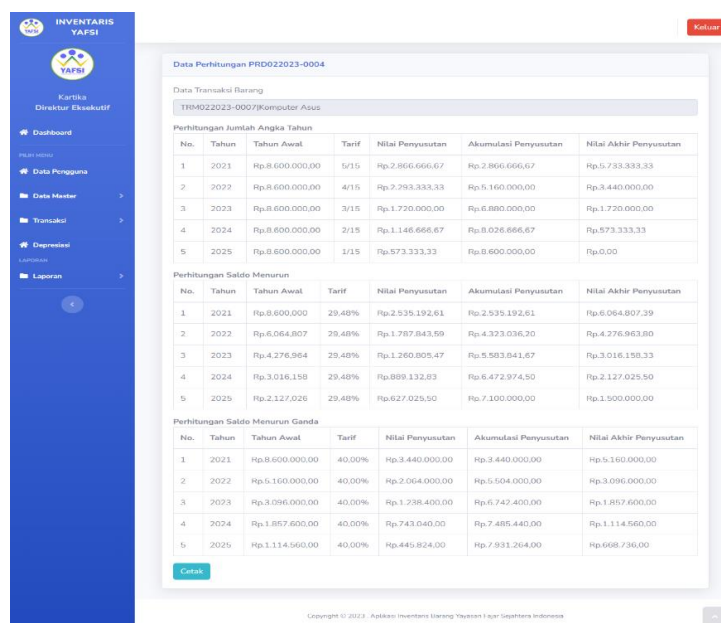 INVENTARIS
YAFSI
Keluar
YAFSI
Kartika
Direktur Eksekutif
Dashboard
PILIH MENU
Data Pengguna
Data Master >
Transaksi >
Depresiasi
LAPORAN
Laporan >
<
Data Perhitungan PRD022023-0004
Data Transaksi Barang
TRM022023-0007|Komputer Asus
Perhitungan Jumlah Angka Tahun
No. Tahun Tahun Awal Tarif Nilai Penyusutan Akumulasi Penyusutan Nilai Akhir Penyusutan
1 2021 Rp.8.600.000,00 5/15 Rp.2.866.666,67 Rp.2.866.666,67 Rp.5.733.333,33
2 2022 Rp.8.600.000,00 4/15 Rp.2.293.333,33 Rp.5.160.000,00 Rp.3.440.000,00
3 2023 Rp.8.600.000,00 3/15 Rp.1.720.000,00 Rp.6.880.000,00 Rp.1.720.000,00
4 2024 Rp.8.600.000,00 2/15 Rp.1.146.666,67 Rp.8.026.666,67 Rp.573.333,33
5 2025 Rp.8.600.000,00 1/15 Rp.573.333,33 Rp.8.600.000,00 Rp.0,00
Perhitungan Saldo Menurun
No. Tahun Tahun Awal Tarif Nilai Penyusutan Akumulasi Penyusutan Nilai Akhir Penyusutan
1 2021 Rp.8,600,000 29,48% Rp.2.535.192,61 Rp.2.535.192,61 Rp.6.064.807,39
2 2022 Rp.6,064,807 29,48% Rp.1.787.843,59 Rp.4.323.036,20 Rp.4.276.963,80
3 2023 Rp.4,276,964 29,48% Rp.1.260.805,47 Rp.5.583.841,67 Rp.3.016.158,33
4 2024 Rp.3,016,158 29,48% Rp.889.132,83 Rp.6.472.974,50 Rp.2.127.025,50
5 2025 Rp.2,127,026 29,48% Rp.627.025,50 Rp.7.100.000,00 Rp.1.500.000,00
Perhitungan Saldo Menurun Ganda
No. Tahun Tahun Awal Tarif Nilai Penyusutan Akumulasi Penyusutan Nilai Akhir Penyusutan
1 2021 Rp.8.600.000,00 40,00% Rp.3.440.000,00 Rp.3.440.000,00 Rp.5.160.000,00
2 2022 Rp.5.160.000,00 40,00% Rp.2.064.000,00 Rp.5.504.000,00 Rp.3.096.000,00
3 2023 Rp.3.096.000,00 40,00% Rp.1.238.400,00 Rp.6.742.400,00 Rp.1.857.600,00
4 2024 Rp.1.857.600,00 40,00% Rp.743.040,00 Rp.7.485.440,00 Rp.1.114.560,00
5 2025 Rp.1.114.560,00 40,00% Rp.445.824,00 Rp.7.931.264,00 Rp.668.736,00
Cetak
Copyright © 2023 Aplikasi Inventaris Barang Yayasan Fajar Sejahtera Indonesia